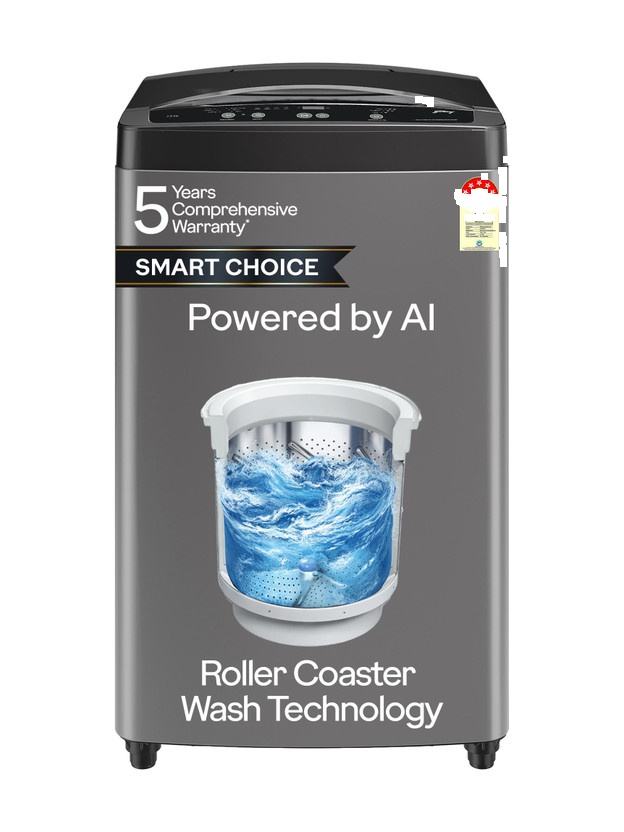 5 Years
Comprehensive
Warranty*
SMART CHOICE
Powered by AI
Roller Coaster
Wash Technology